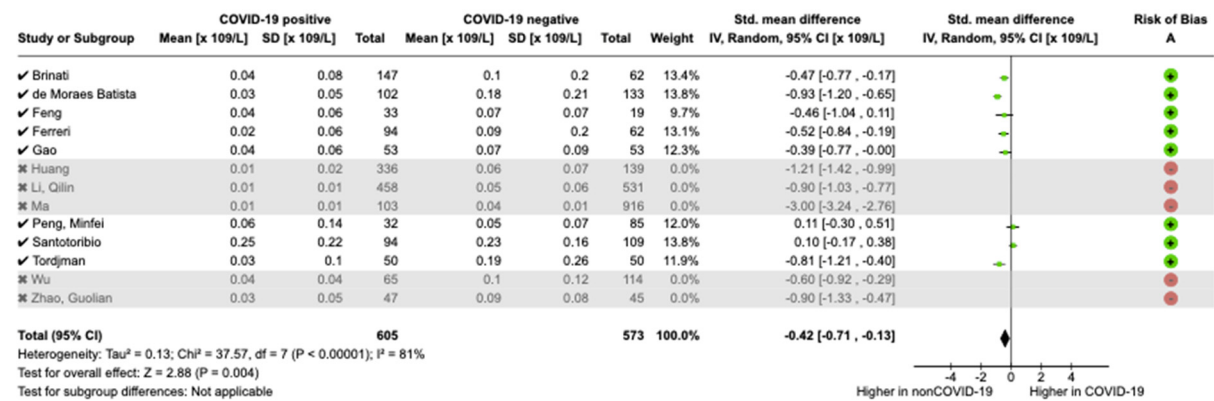 COVID-19 positive COVID-19 negative Std. mean difference Std. mean difference Risk of Bias
Study or Subgroup Mean [x 109/L] SD [x 109/L] Total Mean [x 109/L] SD [x 109/L] Total Weight IV, Random, 95% CI [x 109/L] IV, Random, 95% CI [x 109/L] A
✔ Brinati 0.04 0.08 147 0.1 0.2 62 13.4% -0.47 [-0.77 , -0.17] +
✔ de Moraes Batista 0.03 0.05 102 0.18 0.21 133 13.8% -0.93 [-1.20 , -0.65] +
✔ Feng 0.04 0.06 33 0.07 0.07 19 9.7% -0.46 [-1.04 , 0.11] +
✔ Ferreri 0.02 0.06 94 0.09 0.2 62 13.1% -0.52 [-0.84 , -0.19] +
✔ Gao 0.04 0.06 53 0.07 0.09 53 12.3% -0.39 [-0.77 , -0.00] +
✖ Huang 0.01 0.02 336 0.06 0.07 139 0.0% -1.21 [-1.42 , -0.99] -
✖ Li, Qilin 0.01 0.01 458 0.05 0.06 531 0.0% -0.90 [-1.03 , -0.77] -
✖ Ma 0.01 0.01 103 0.04 0.01 916 0.0% -3.00 [-3.24 , -2.76] -
✔ Peng, Minfei 0.06 0.14 32 0.05 0.07 85 12.0% 0.11 [-0.30 , 0.51] +
✔ Santotoribio 0.25 0.22 94 0.23 0.16 109 13.8% 0.10 [-0.17 , 0.38] +
✔ Tordjman 0.03 0.1 50 0.19 0.26 50 11.9% -0.81 [-1.21 , -0.40] +
✖ Wu 0.04 0.04 65 0.1 0.12 114 0.0% -0.60 [-0.92 , -0.29] -
✖ Zhao, Guolian 0.03 0.05 47 0.09 0.08 45 0.0% -0.90 [-1.33 , -0.47] -
Total (95% CI) 605 573 100.0% -0.42 [-0.71 , -0.13]
Heterogeneity: Tau² = 0.13; Chi² = 37.57, df = 7 (P < 0.00001); I² = 81%
Test for overall effect: Z = 2.88 (P = 0.004)
Test for subgroup differences: Not applicable
-4 -2 0 2 4
Higher in nonCOVID-19 Higher in COVID-19